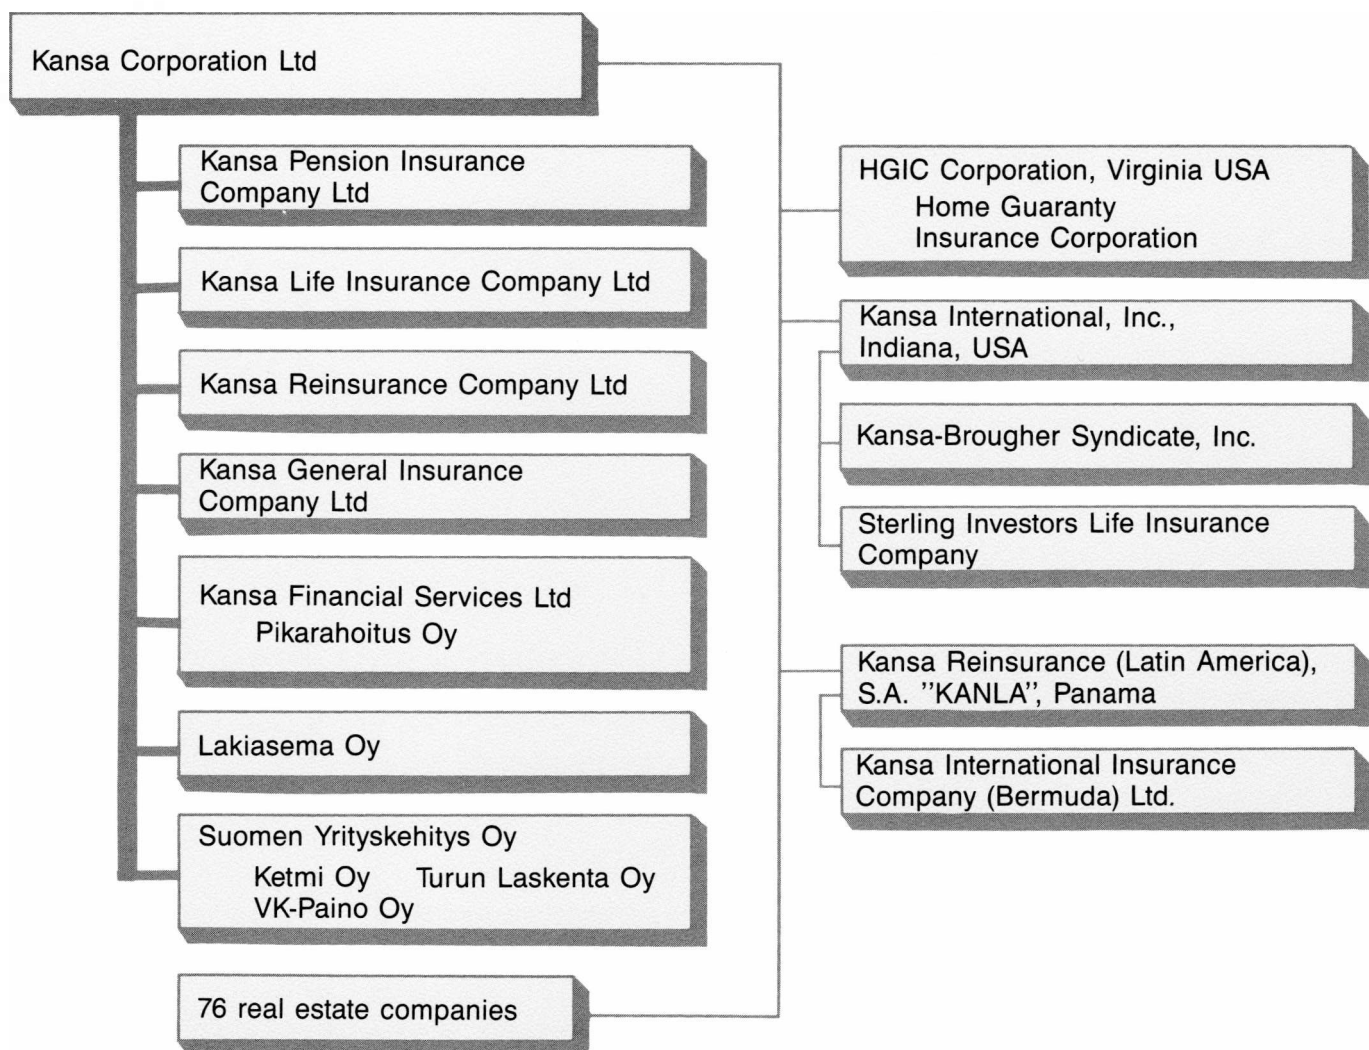 Kansa Corporation Ltd
Kansa Pension Insurance
Company Ltd
Kansa Life Insurance Company Ltd
Kansa Reinsurance Company Ltd
Kansa General Insurance
Company Ltd
Kansa Financial Services Ltd
Pikarahoitus Oy
Lakiasema Oy
Suomen Yrityskehitys Oy
Ketmi Oy Turun Laskenta Oy
VK-Paino Oy
76 real estate companies
HGIC Corporation, Virginia USA
Home Guaranty
Insurance Corporation
Kansa International, Inc.,
Indiana, USA
Kansa-Brougher Syndicate, Inc.
Sterling Investors Life Insurance
Company
Kansa Reinsurance (Latin America),
S.A. ”KANLA”, Panama
Kansa International Insurance
Company (Bermuda) Ltd.